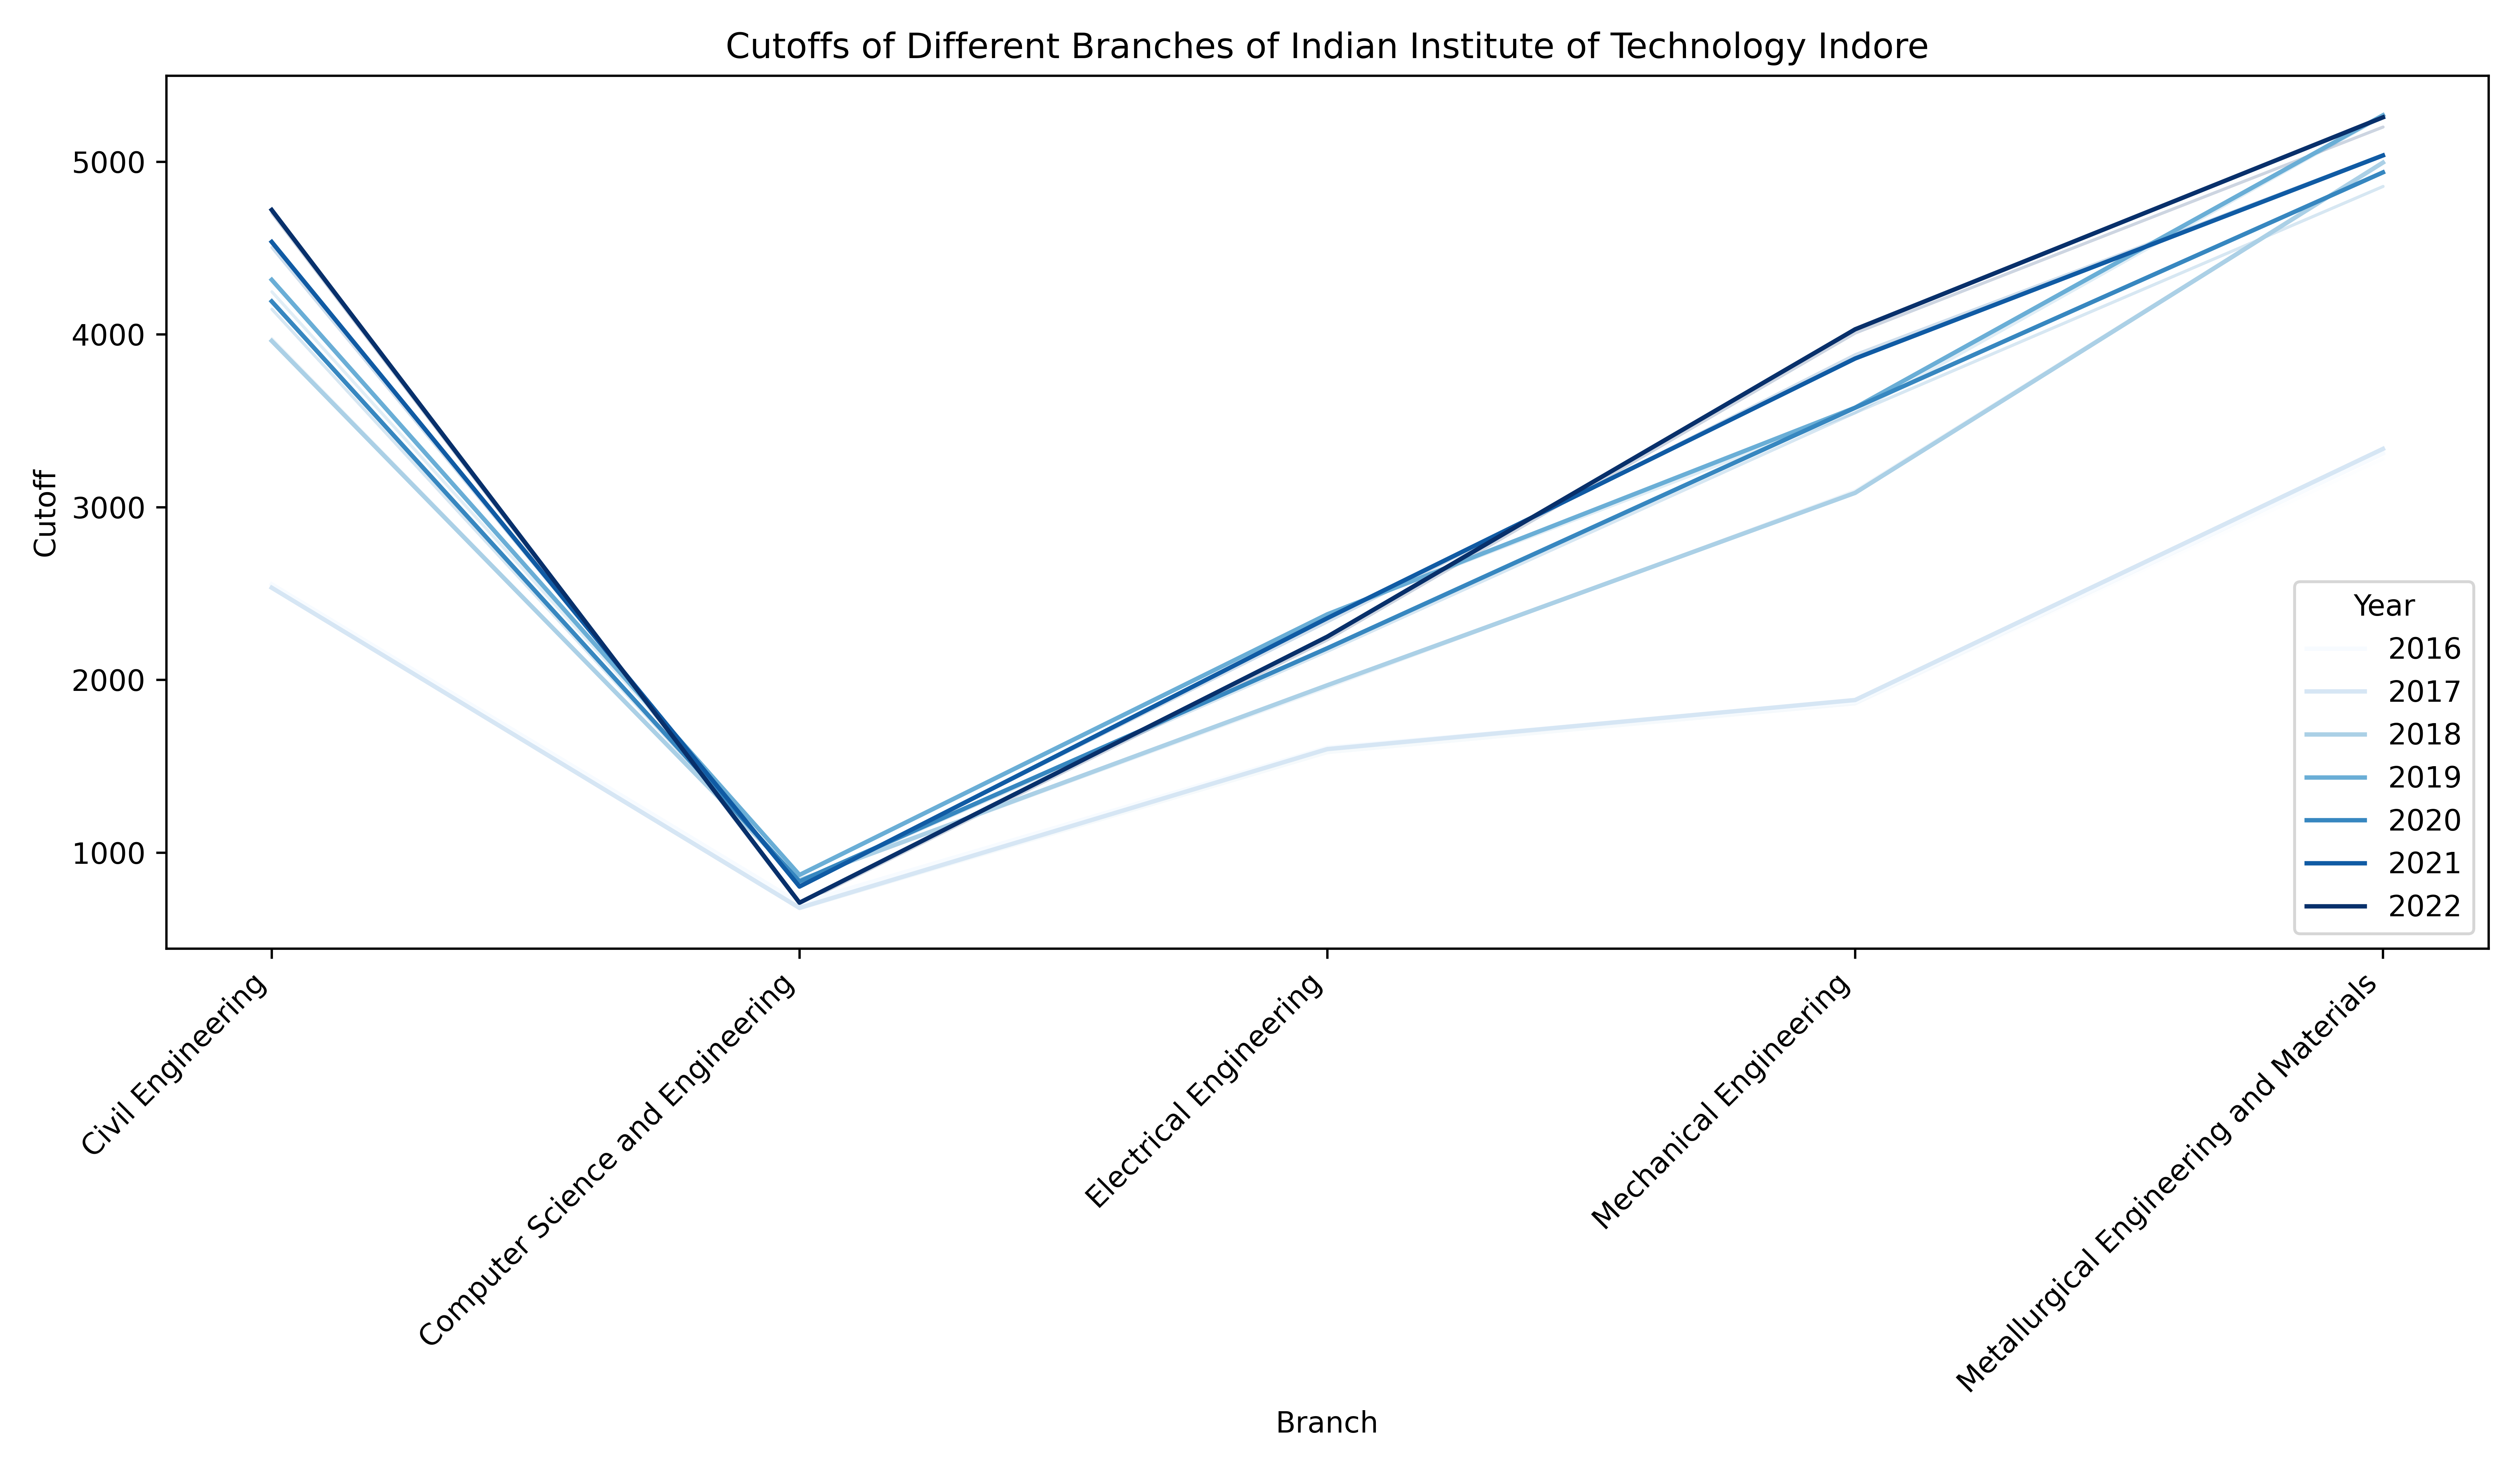 Cutoffs of Different Branches of Indian Institute of Technology Indore
Cutoff
5000
4000
3000
2000
1000
Year
2016
2017
2018
2019
2020
2021
2022
Civil Engineering
Computer Science and Engineering
Electrical Engineering
Mechanical Engineering
Metallurgical Engineering and Materials
Branch